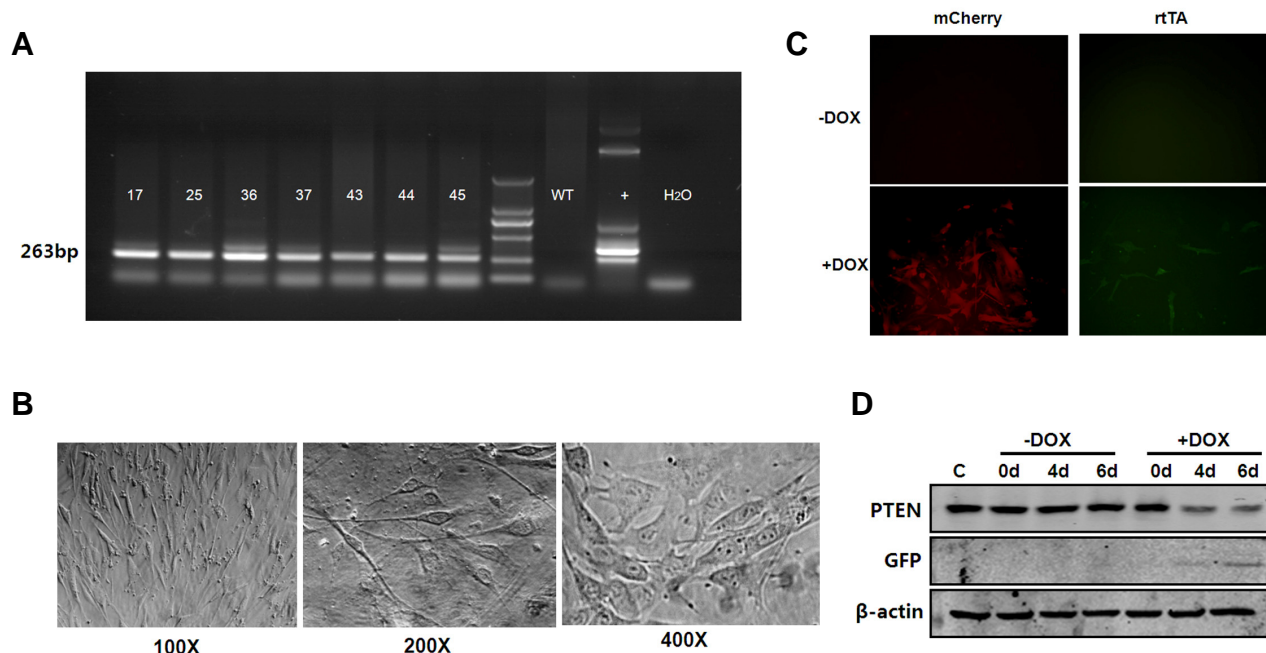 A
17 25 36 37 43 44 45 WT + H2O
263bp
B
100X 200X 400X
C
mCherry rtTA
-DOX
+DOX
D
-DOX +DOX
C 0d 4d 6d 0d 4d 6d
PTEN
GFP
β-actin